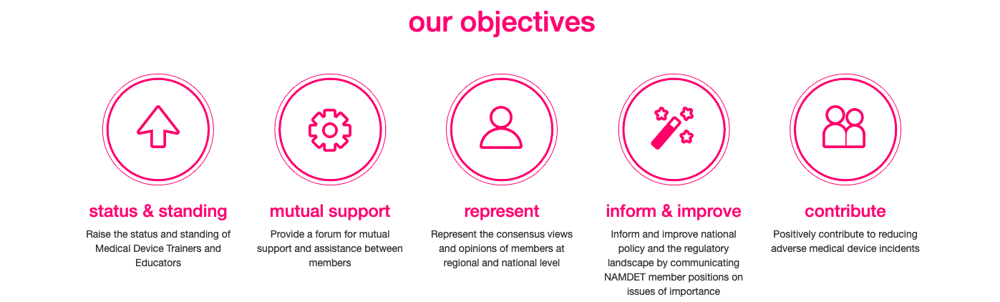 our objectives
status & standing
Raise the status and standing of
Medical Device Trainers and
Educators
mutual support
Provide a forum for mutual
support and assistance between
members
represent
Represent the consensus views
and opinions of members at
regional and national level
inform & improve
Inform and improve national
policy and the regulatory
landscape by communicating
NAMDET member positions on
issues of importance
contribute
Positively contribute to reducing
adverse medical device incidents